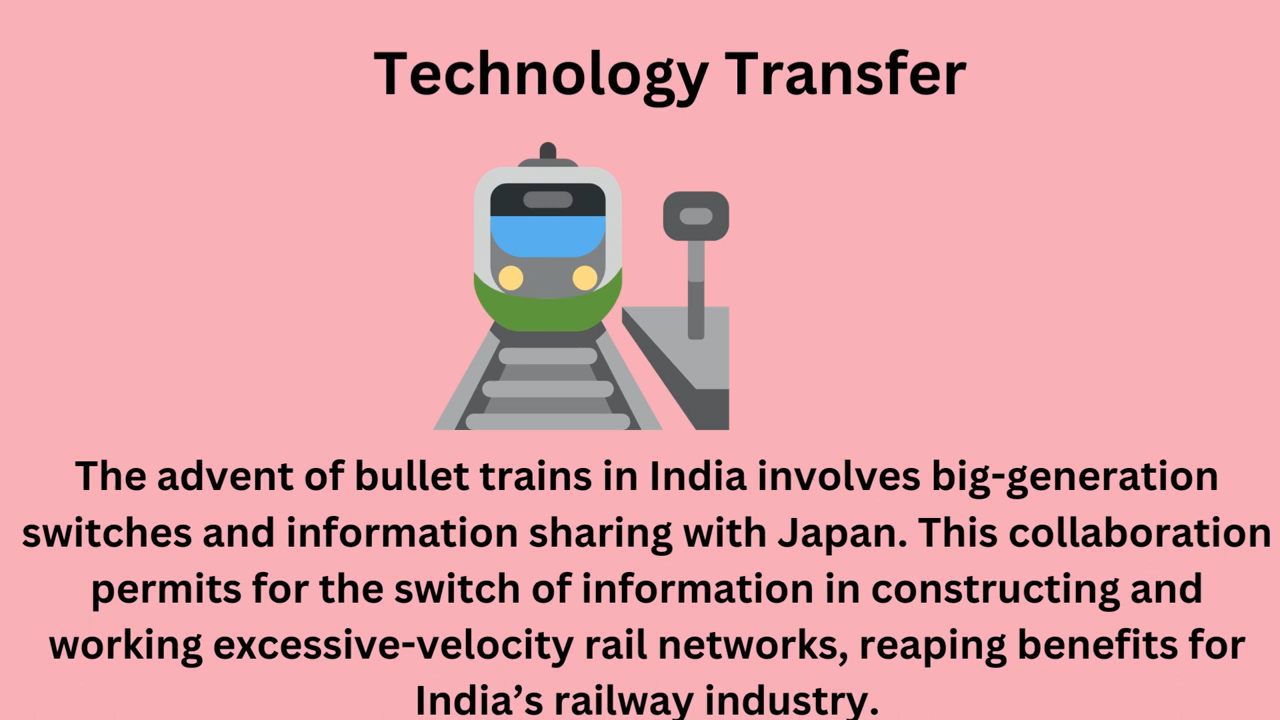 Technology Transfer
The advent of bullet trains in India involves big-generation
switches and information sharing with Japan. This collaboration
permits for the switch of information in constructing and
working excessive-velocity rail networks, reaping benefits for
India’s railway industry.